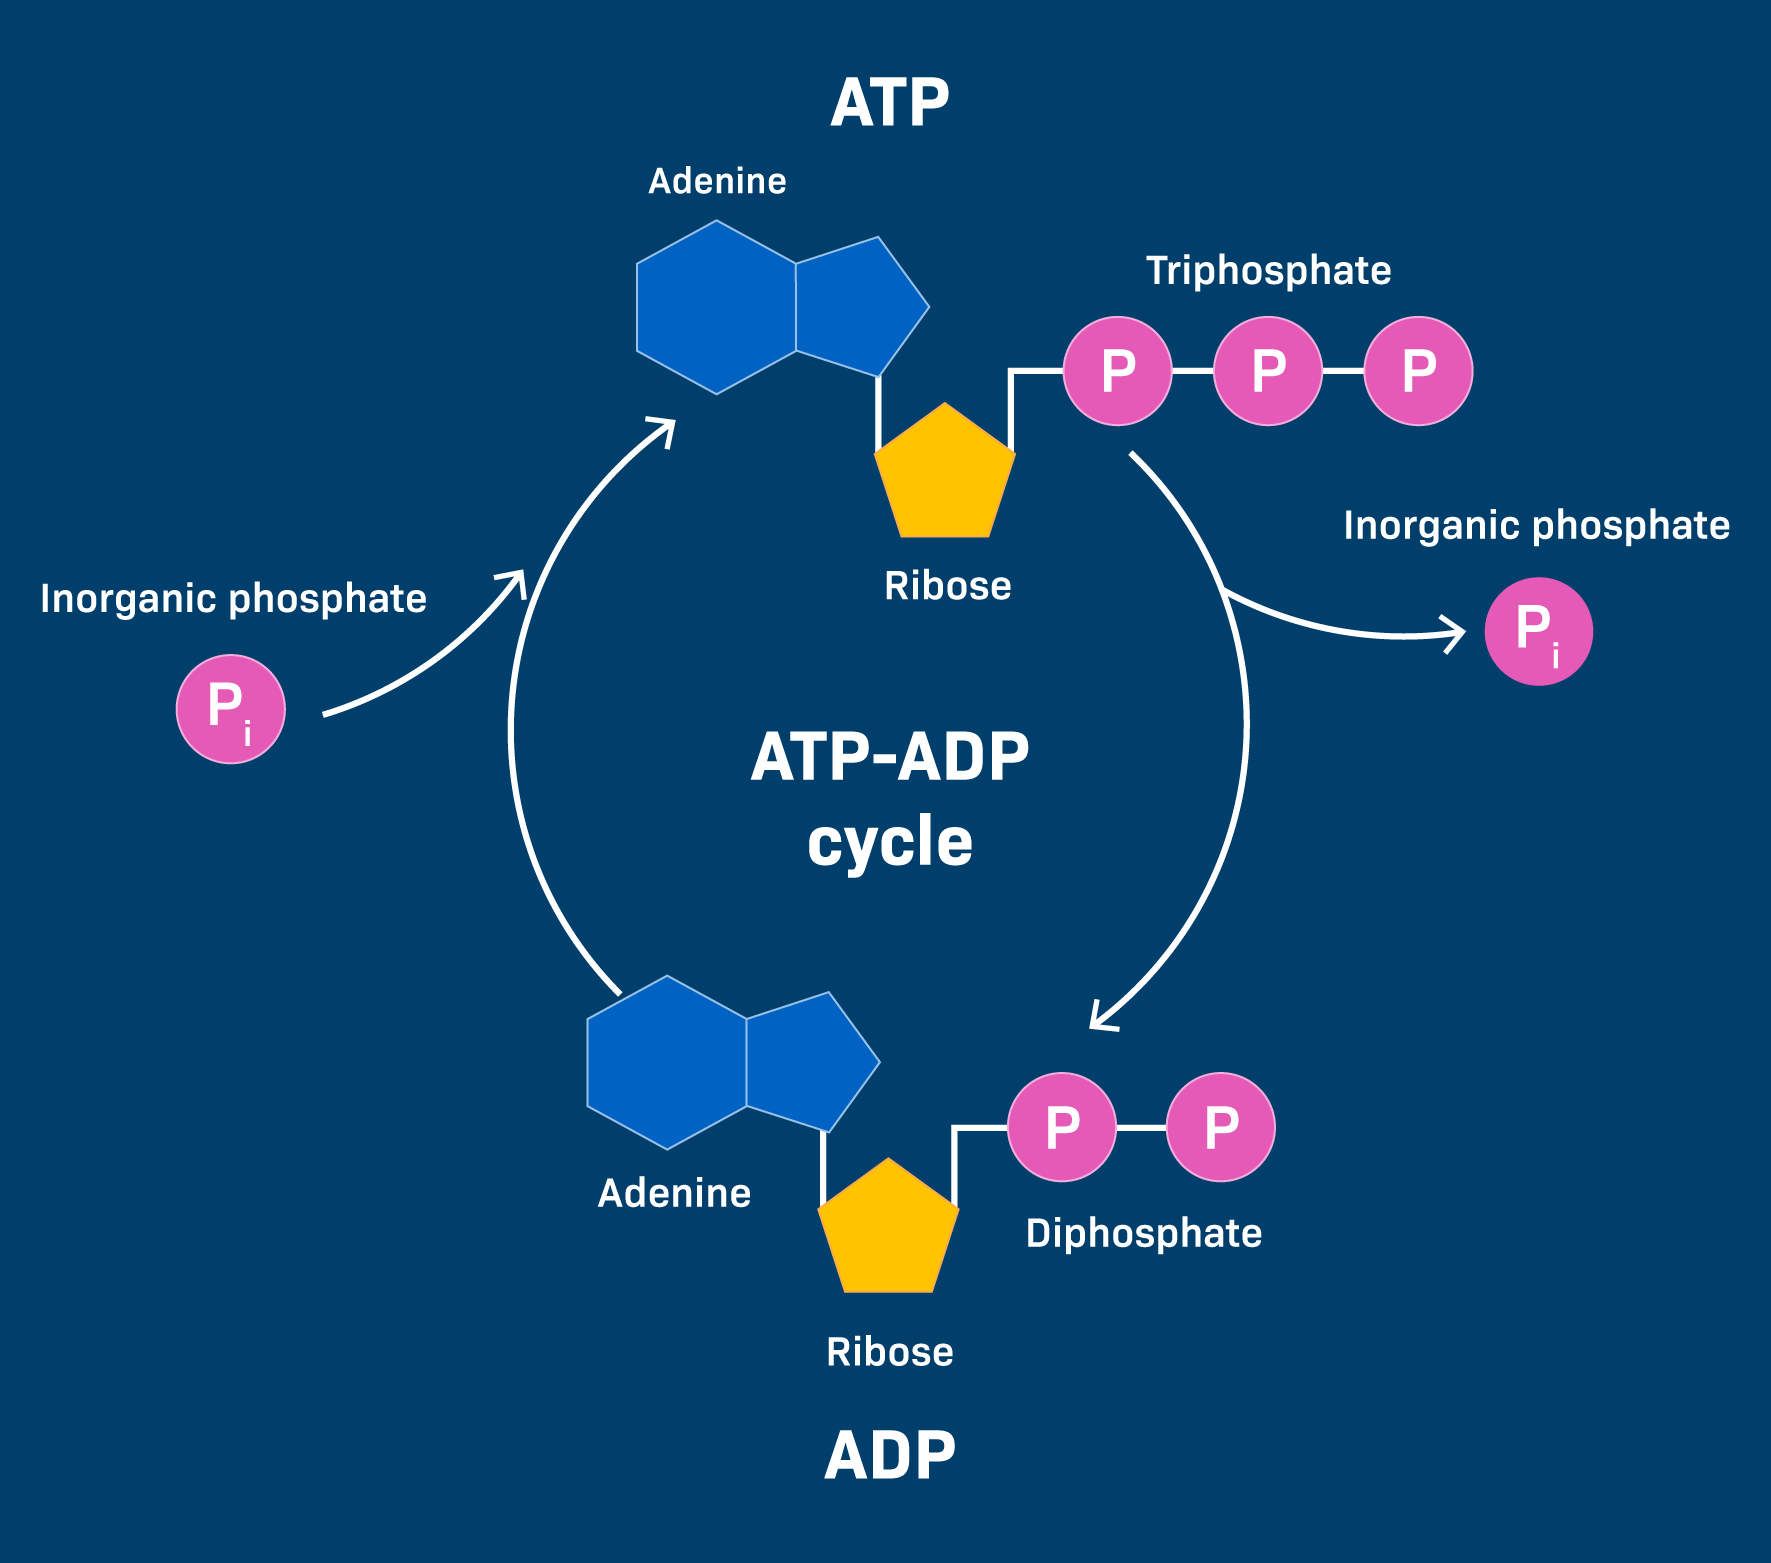 ATP
Adenine
Triphosphate
P P P
Inorganic phosphate
Pi
Ribose
Inorganic phosphate
Pi
ATP-ADP
cycle
Adenine
P P
Diphosphate
Ribose
ADP